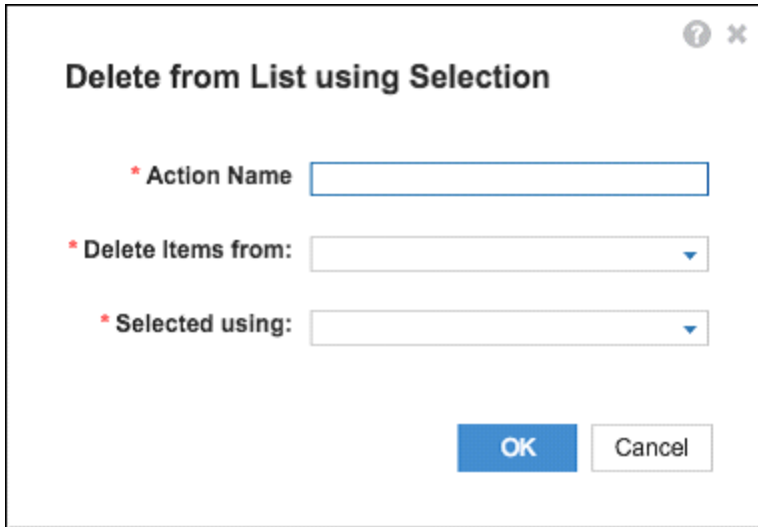 Delete from List using Selection
* Action Name
* Delete Items from:
* Selected using:
OK Cancel